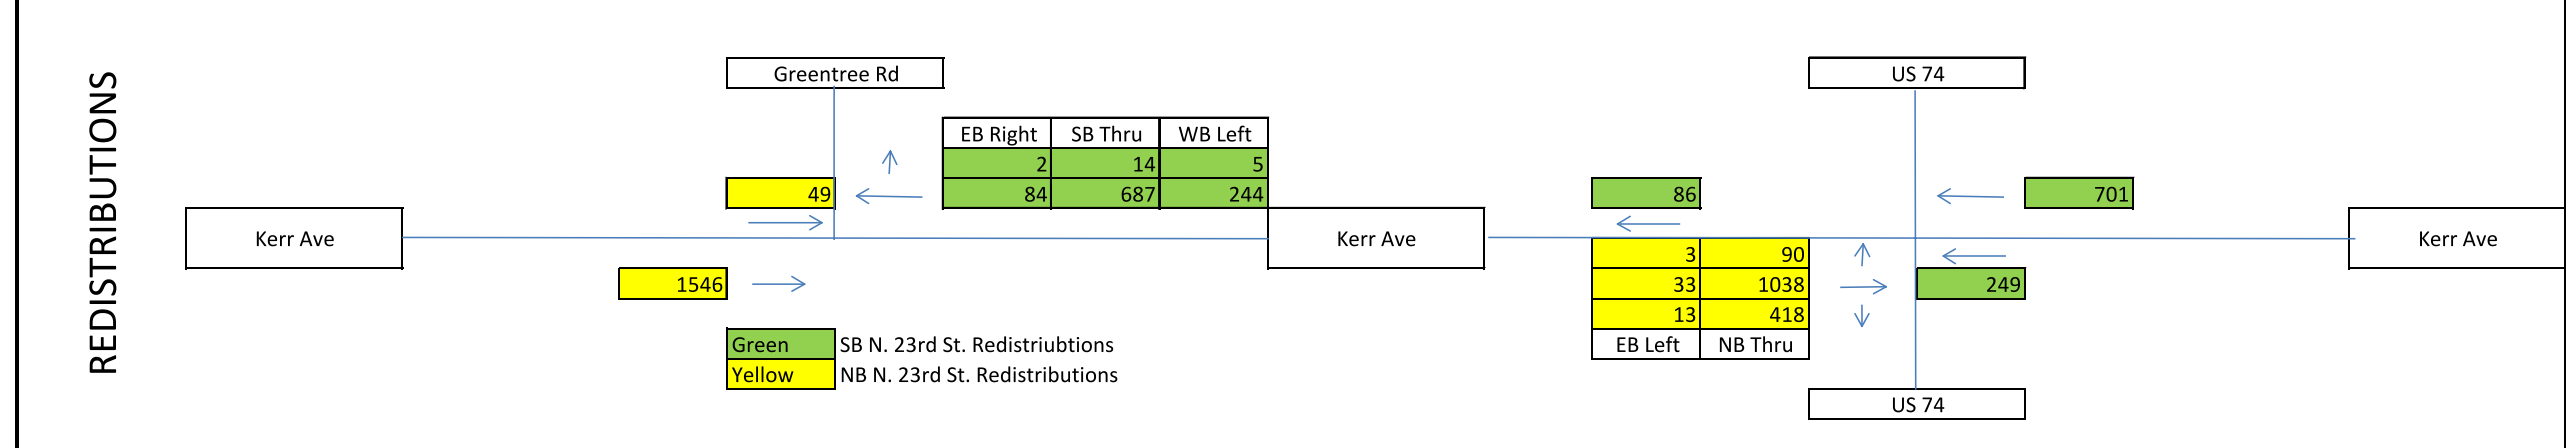 REDISTRIBUTIONS
Greentree Rd
US 74
EB Right SB Thru WB Left
2 14 5
49 84 687 244 86 701
Kerr Ave Kerr Ave Kerr Ave
3 90
1546 33 1038 249
13 418
Green SB N. 23rd St. Redistriubtions EB Left NB Thru
Yellow NB N. 23rd St. Redistributions
US 74